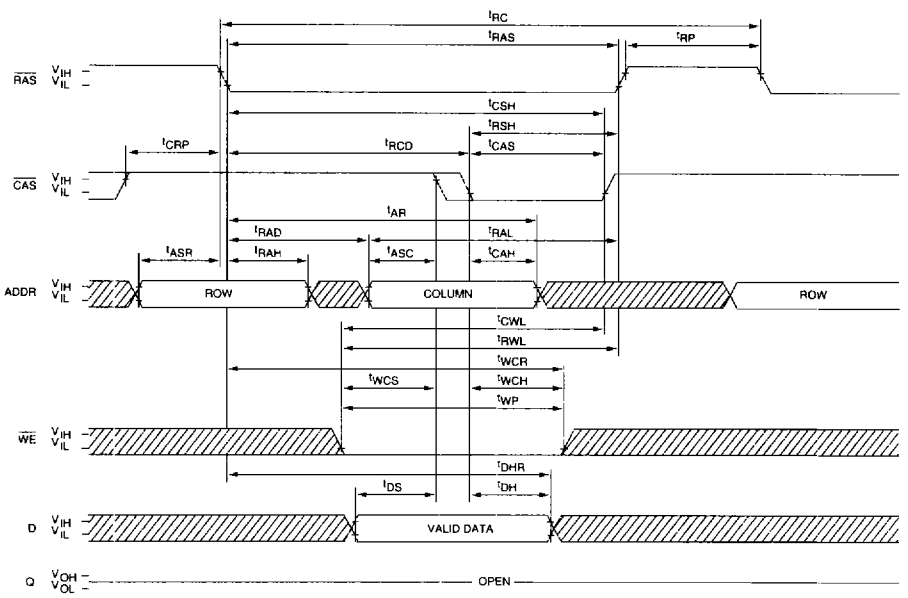 tRC
tRAS
tRP
RAS VIH VIL
tCSH
tRSH
tCRP tRCD tCAS
CAS VIH VIL
tAR
tRAD tRAL
tASR tRAH tASC tCAH
ADDR VIH VIL ROW COLUMN ROW
tCWL
tRWL
tWCR
tWCS tWCH
tWP
WE VIH VIL
tDHR
tDS tDH
D VIH VIL VALID DATA
Q VOH VOL OPEN